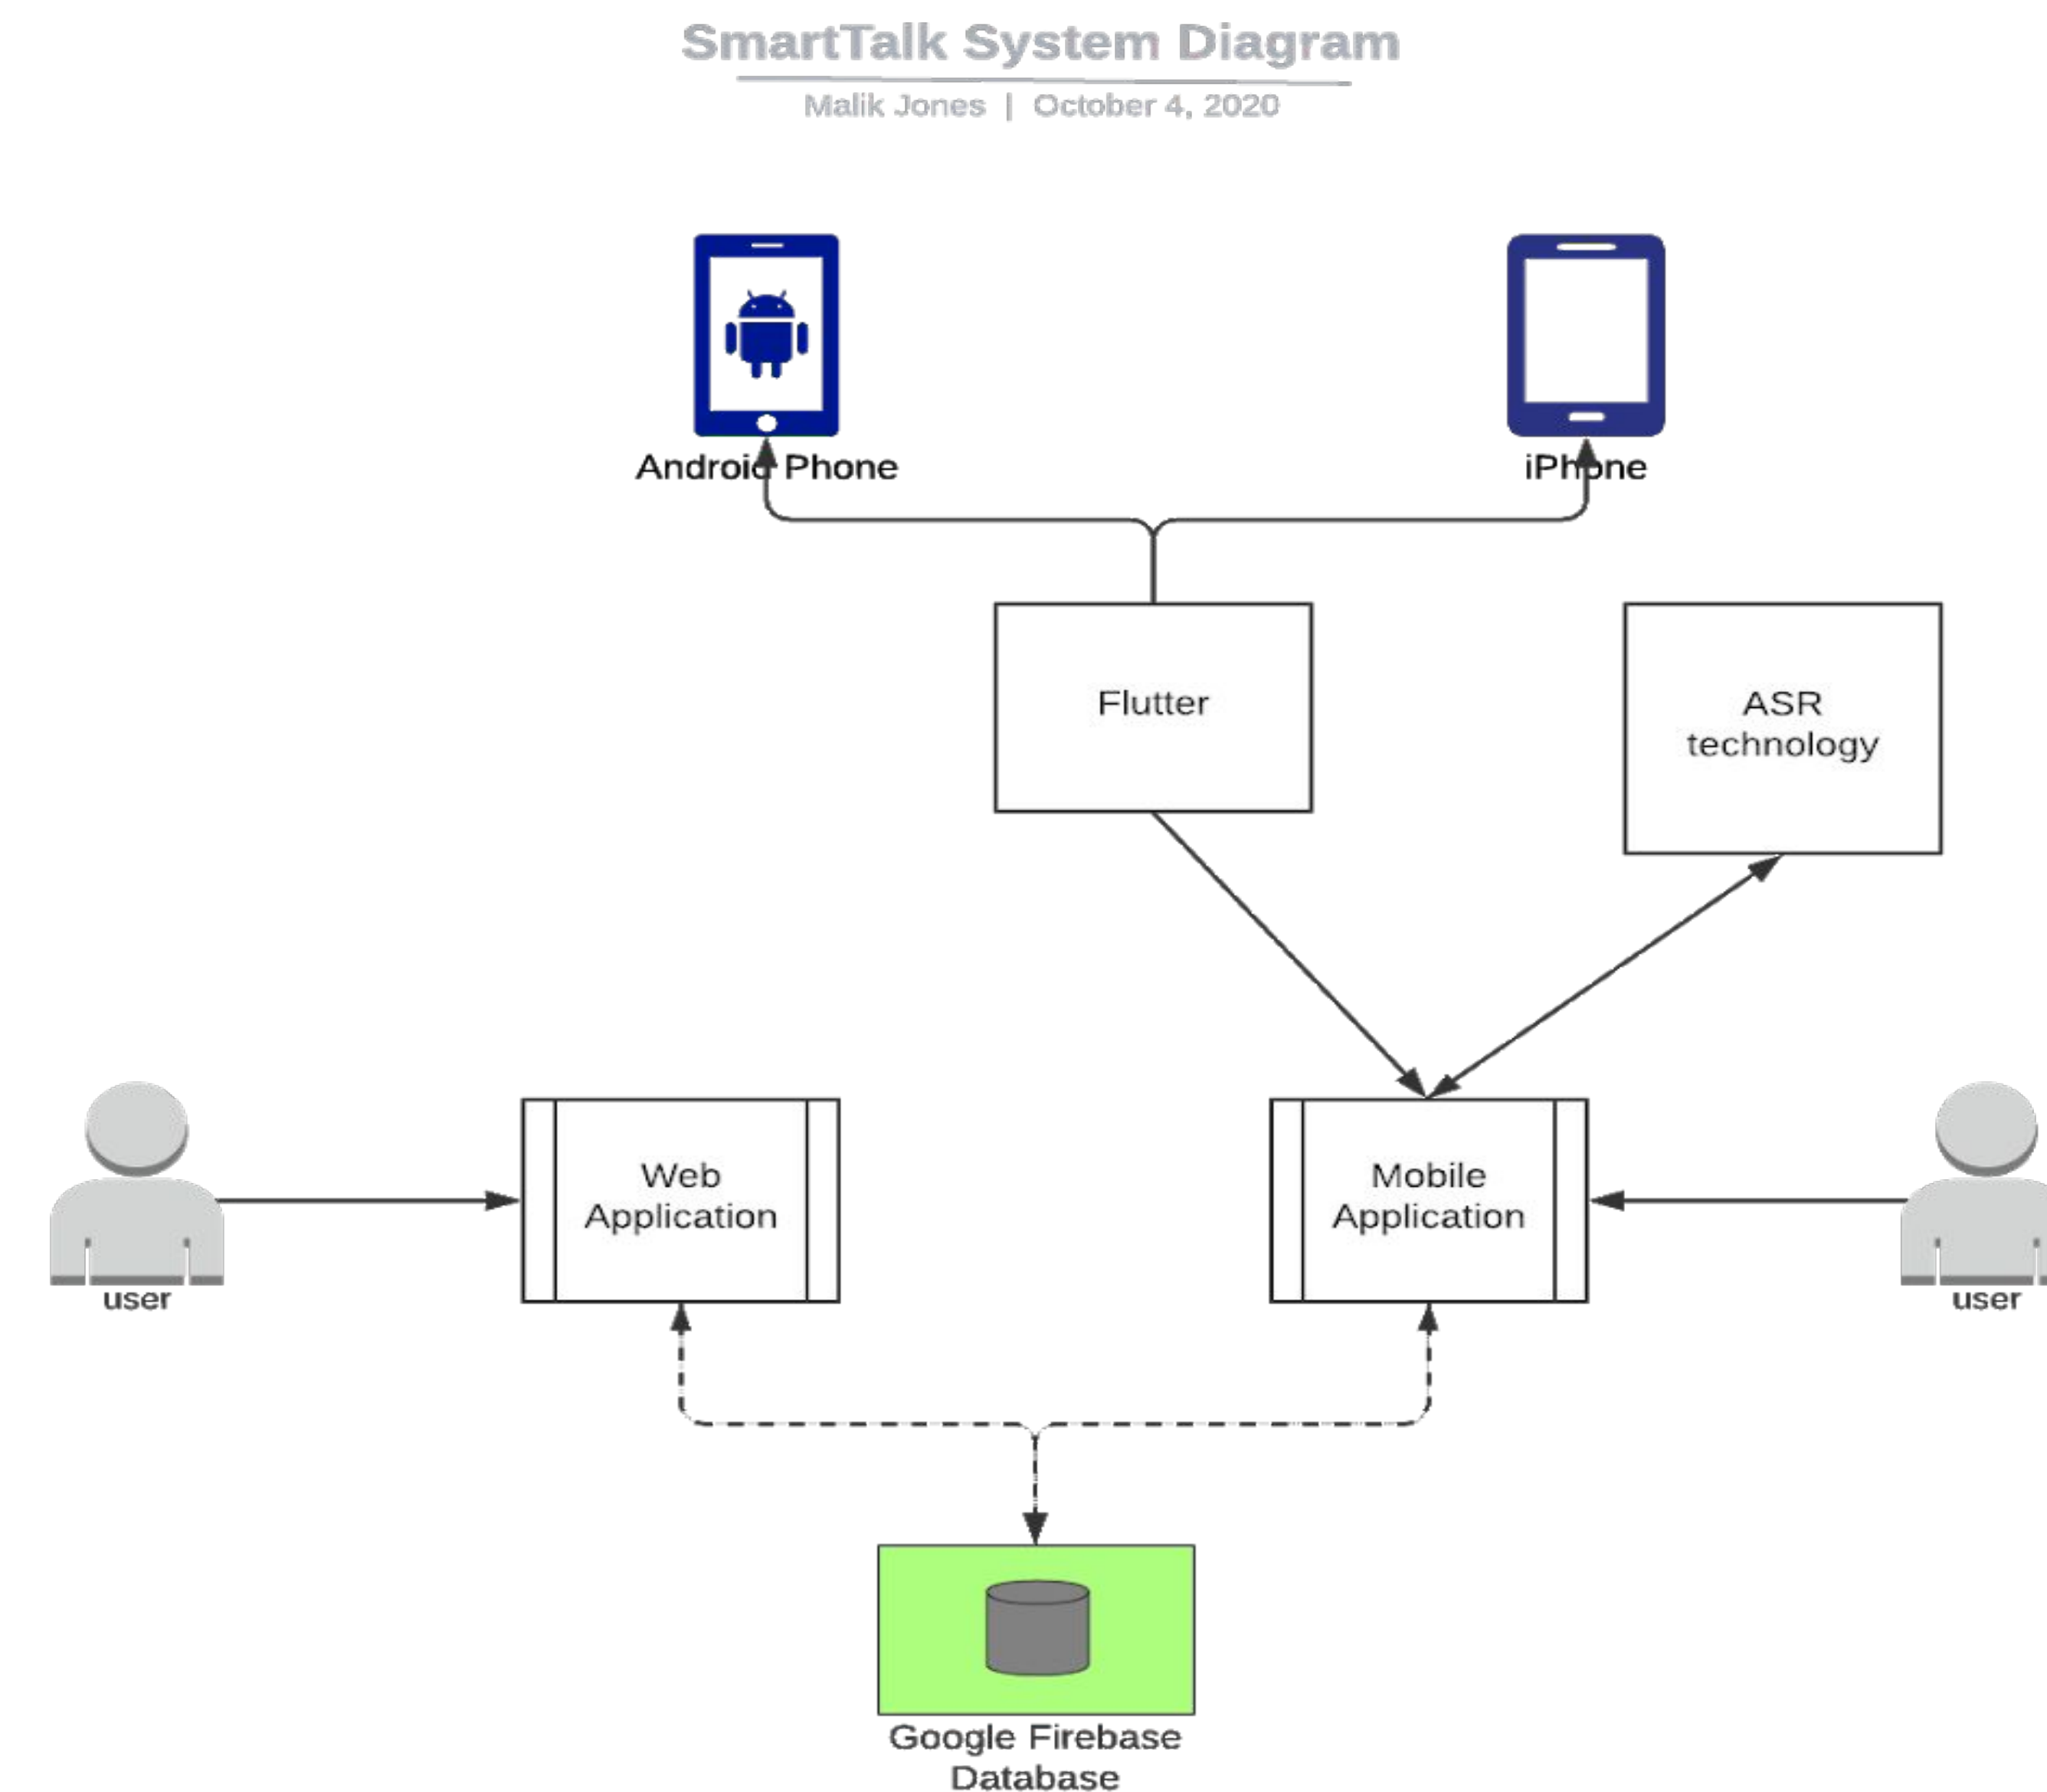 SmartTalk System Diagram
Malik Jones | October 4, 2020
Android Phone
iPhone
Flutter
ASR
technology
Web
Application
Mobile
Application
user
user
Google Firebase
Database